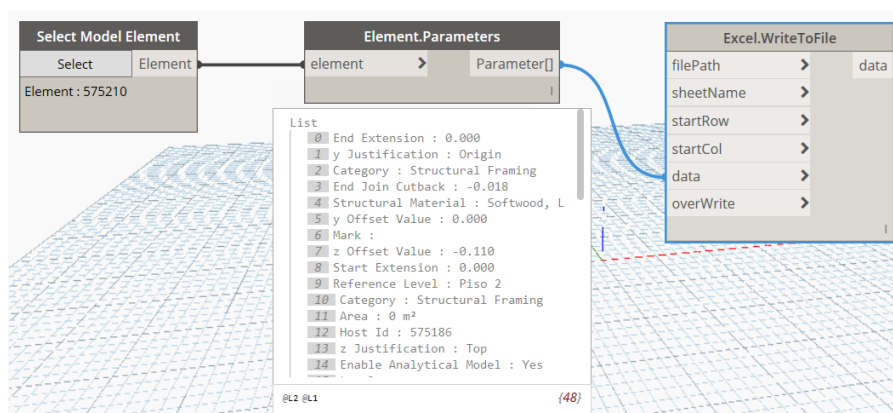 Select Model Element
Select
Element
Element : 575210
Element.Parameters
element >
Parameter[]
l
List
0 End Extension : 0.000
1 y Justification : Origin
2 Category : Structural Framing
3 End Join Cutback : -0.018
4 Structural Material : Softwood, L
5 y Offset Value : 0.000
6 Mark :
7 z Offset Value : -0.110
8 Start Extension : 0.000
9 Reference Level : Piso 2
10 Category : Structural Framing
11 Area : 0 m²
12 Host Id : 575186
13 z Justification : Top
14 Enable Analytical Model : Yes
@L2 @L1
{48}
Excel.WriteToFile
filePath >
data
sheetName >
startRow >
startCol >
data >
overWrite >
l